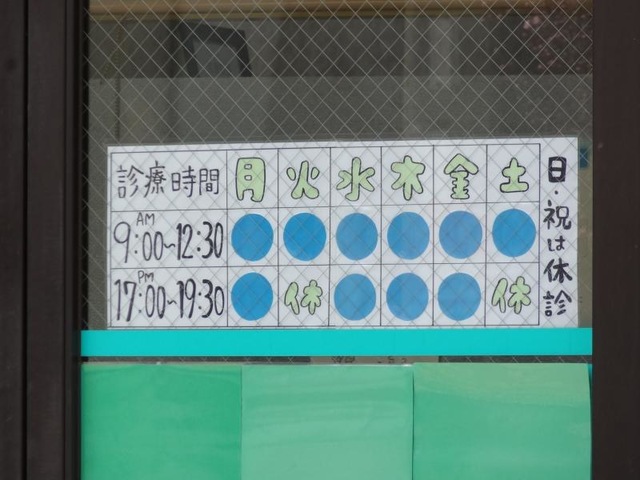 診療時間 月 火 水 木 金 土
AM
9:00~12:30
PM
17:00~19:30 休 休
日・祝は休診